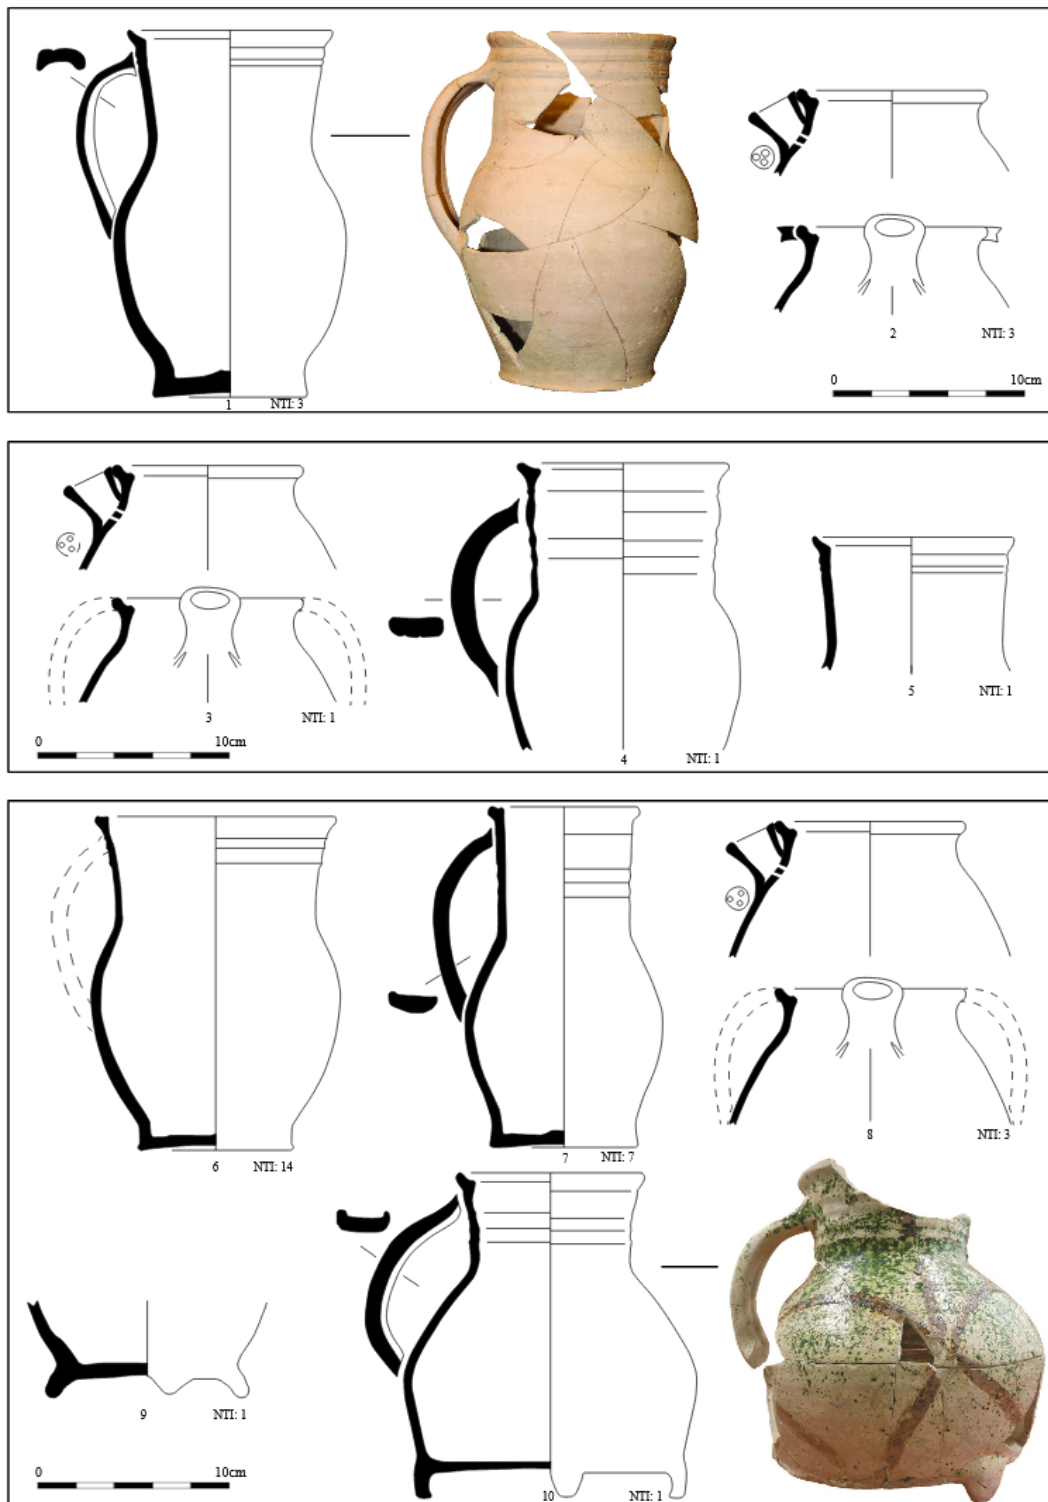 2 NTI: 3
0 10cm
1 NTI: 3
3 NTI: 1
0 10cm
4 NTI: 1
5 NTI: 1
6 NTI: 14
7 NTI: 7
8 NTI: 3
9 NTI: 1
0 10cm
10 NTI: 1